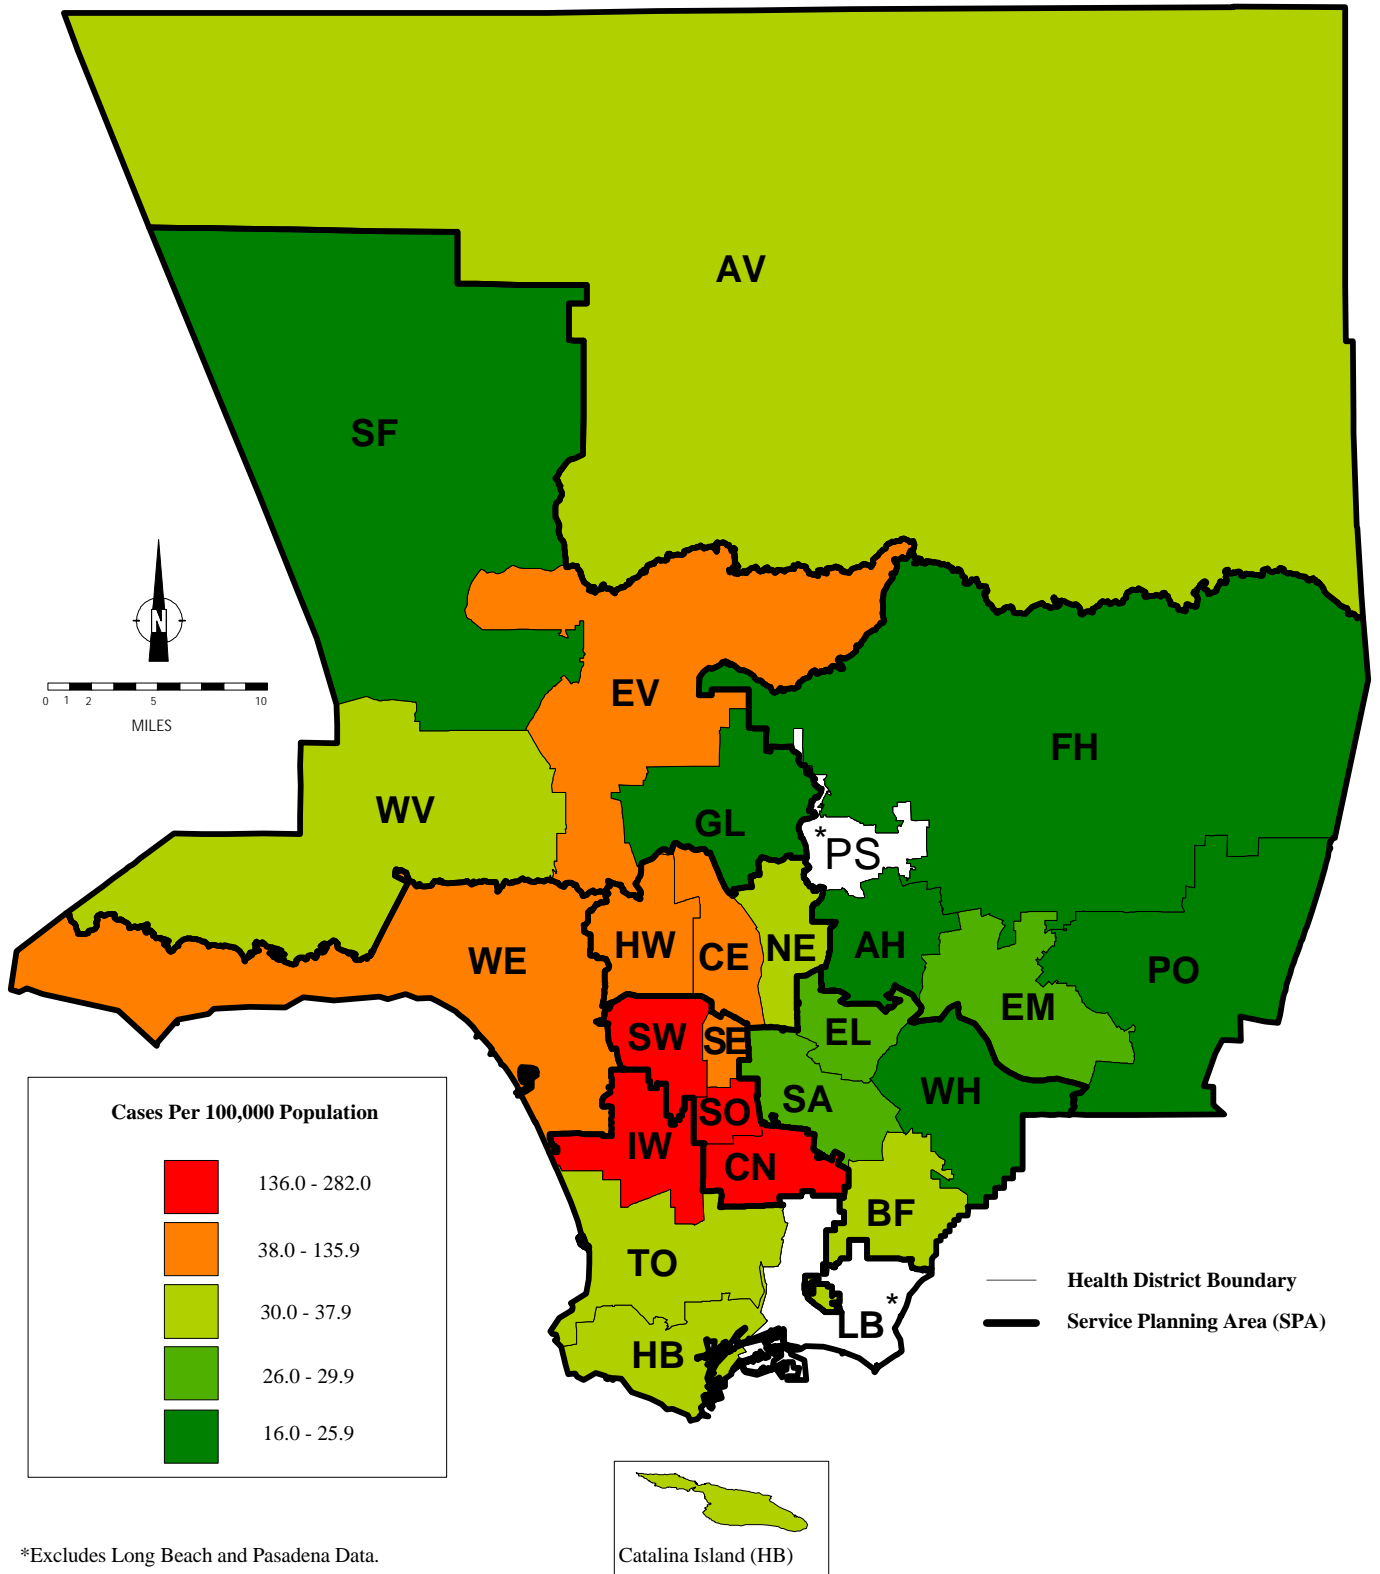 AV
SF
N
0 1 2 5 10
MILES
EV
FH
WV
GL
*PS
HW
CE
NE
AH
WE
PO
EM
SW
SE
EL
SA
WH
SO
IW
CN
BF
TO
LB*
HB
Cases Per 100,000 Population
136.0 - 282.0
38.0 - 135.9
30.0 - 37.9
26.0 - 29.9
16.0 - 25.9
Health District Boundary
Service Planning Area (SPA)
*Excludes Long Beach and Pasadena Data.
Catalina Island (HB)